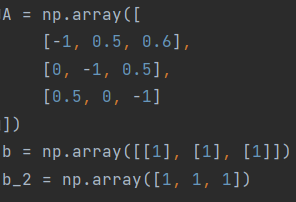 A = np.array([
[-1, 0.5, 0.6],
[0, -1, 0.5],
[0.5, 0, -1]
])
b = np.array([[1], [1], [1]])
b_2 = np.array([1, 1, 1])